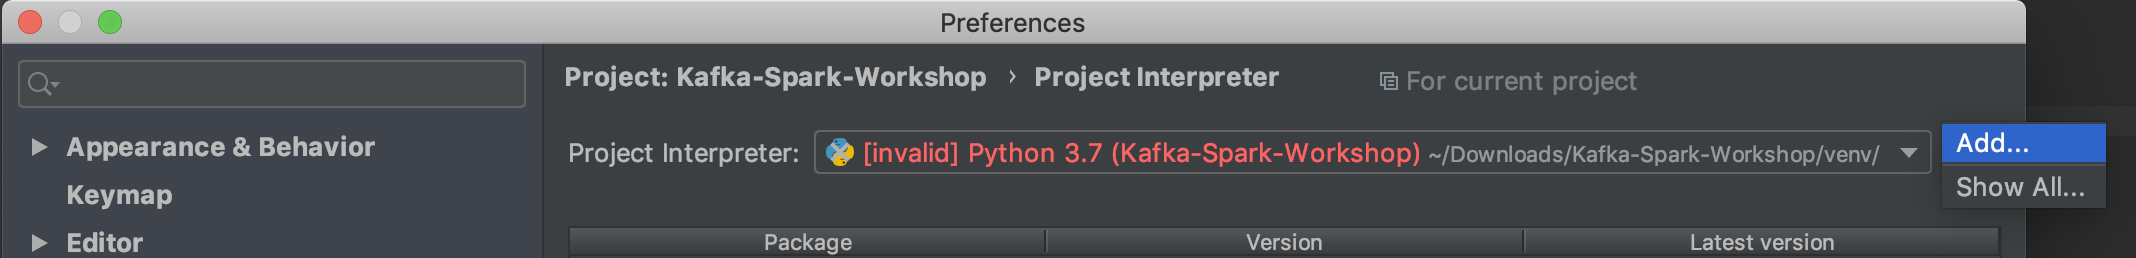 Preferences
Project: Kafka-Spark-Workshop › Project Interpreter
For current project
Appearance & Behavior
Keymap
Editor
Project Interpreter: [invalid] Python 3.7 (Kafka-Spark-Workshop) ~/Downloads/Kafka-Spark-Workshop/venv/
Add...
Show All...
Package Version Latest version